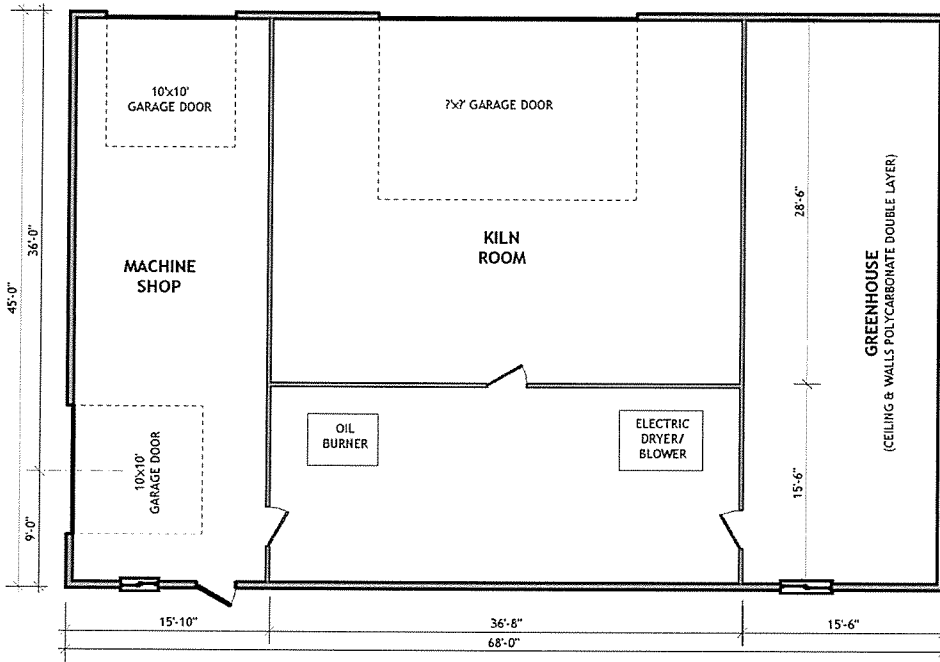 10'x10'
GARAGE DOOR
?'x?' GARAGE DOOR
KILN
ROOM
MACHINE
SHOP
28'-6"
36'-0"
45'-0"
GREENHOUSE
(CEILING & WALLS POLYCARBONATE DOUBLE LAYER)
OIL
BURNER
ELECTRIC
DRYER/
BLOWER
10'x10'
GARAGE DOOR
15'-6"
9'-0"
15'-10"
36'-8"
15'-6"
68'-0"